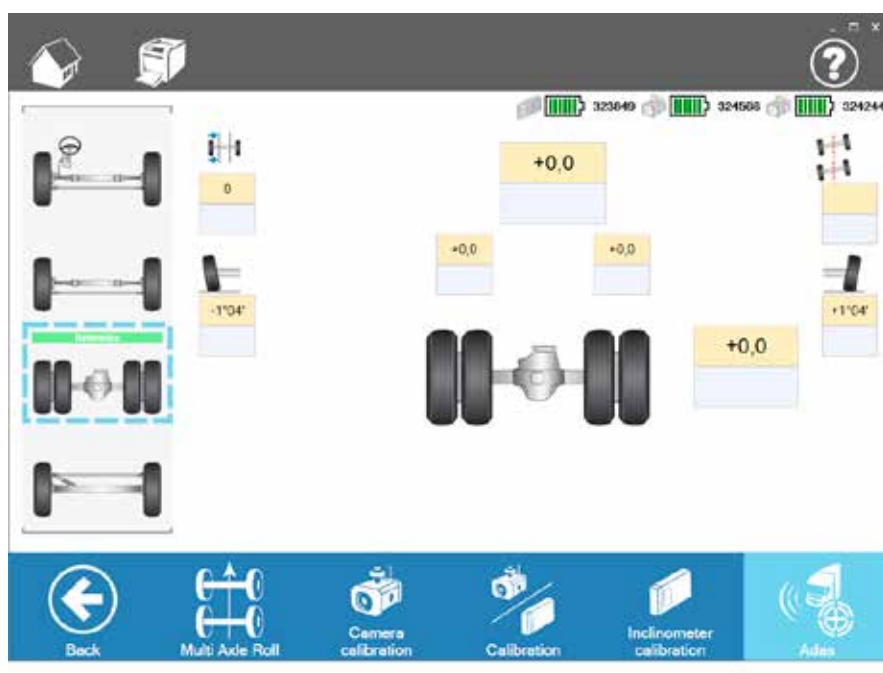 323849 324568 324244
+0,0
0
+0,0 +0,0
-1°04' +1°04'
Reference
+0,0
Back
Multi Axle Roll
Camera
calibration
Calibration
Inclinometer
calibration
Adas